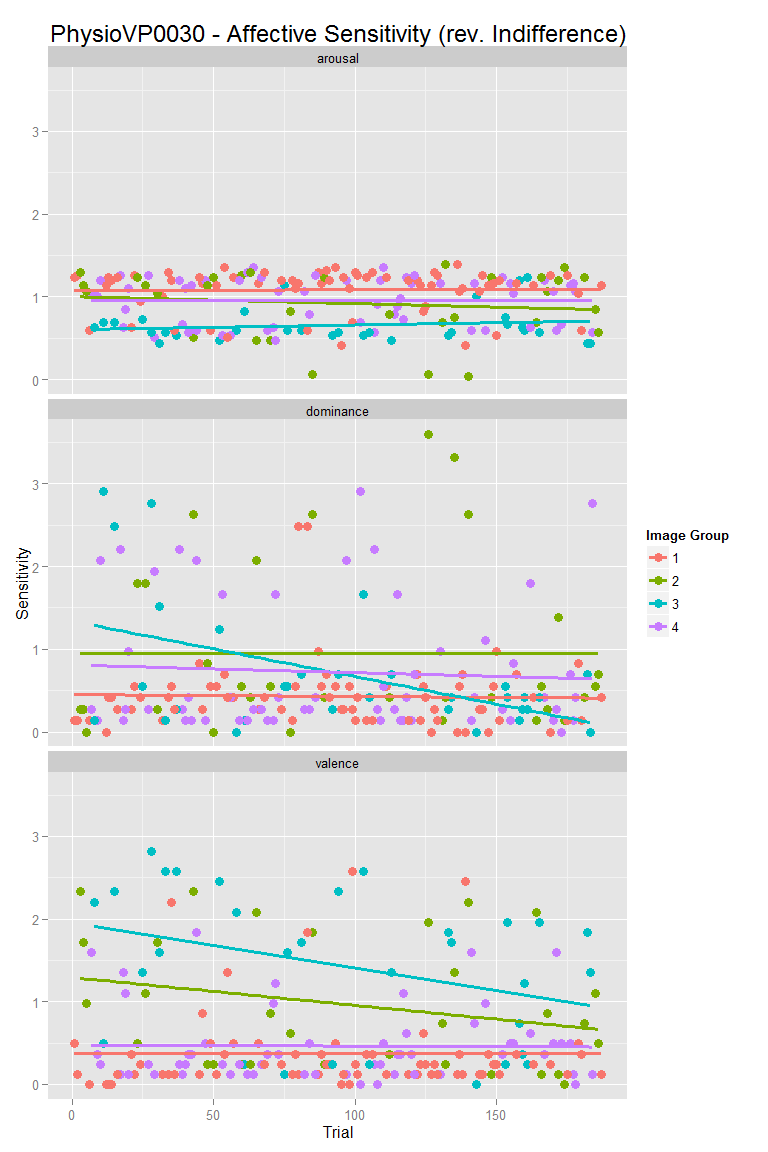 PhysioVP0030 - Affective Sensitivity (rev. Indifference)
arousal
3
2
1
0
dominance
3
2
1
0
valence
3
2
1
0
0 50 100 150
Trial
Sensitivity
Image Group
1
2
3
4